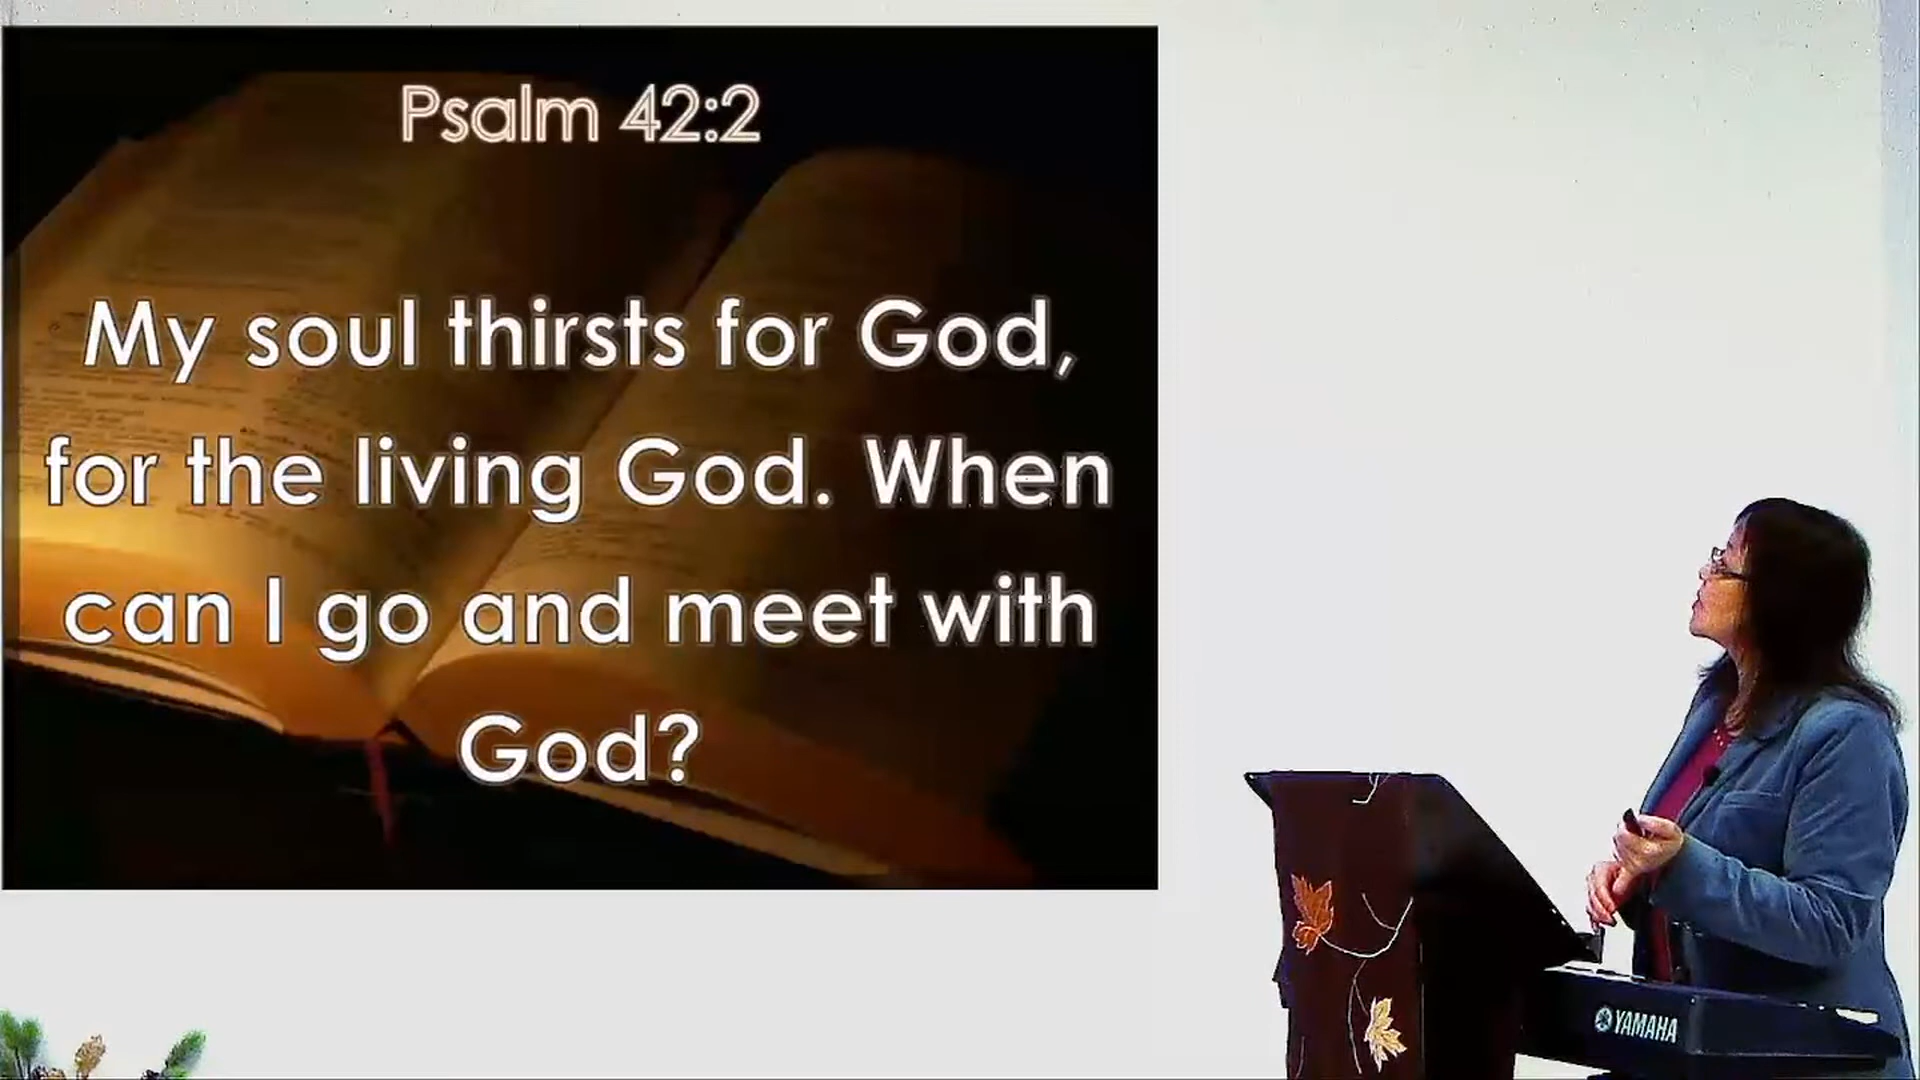 Psalm 42:2
My soul thirsts for God,
for the living God. When
can I go and meet with
God?
YAMAHA